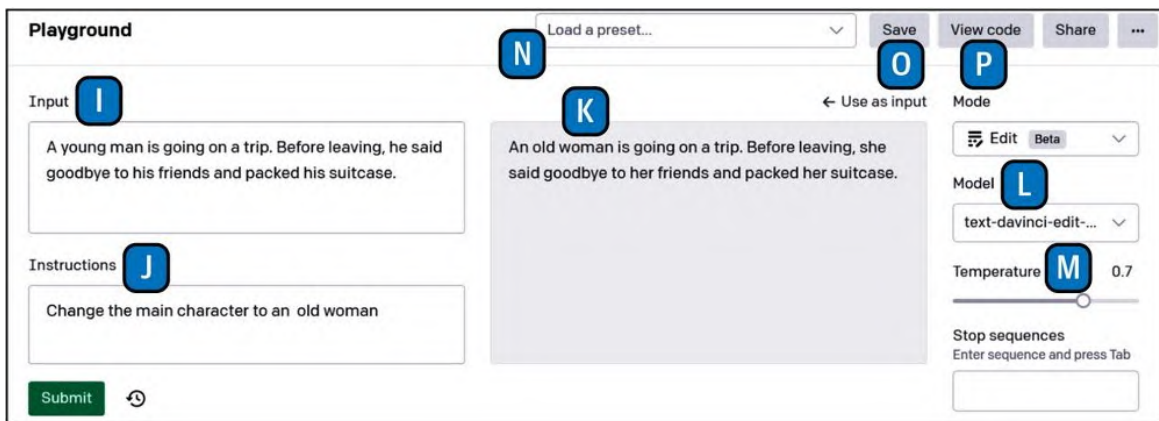 Playground
Load a preset...
Save
View code
Share
...
N
O
P
Input
I
K
← Use as input
Mode
A young man is going on a trip. Before leaving, he said
goodbye to his friends and packed his suitcase.
An old woman is going on a trip. Before leaving, she
said goodbye to her friends and packed her suitcase.
Edit Beta
Model
L
text-davinci-edit-...
Instructions
J
Temperature
M
0.7
Change the main character to an old woman
Stop sequences
Enter sequence and press Tab
Submit